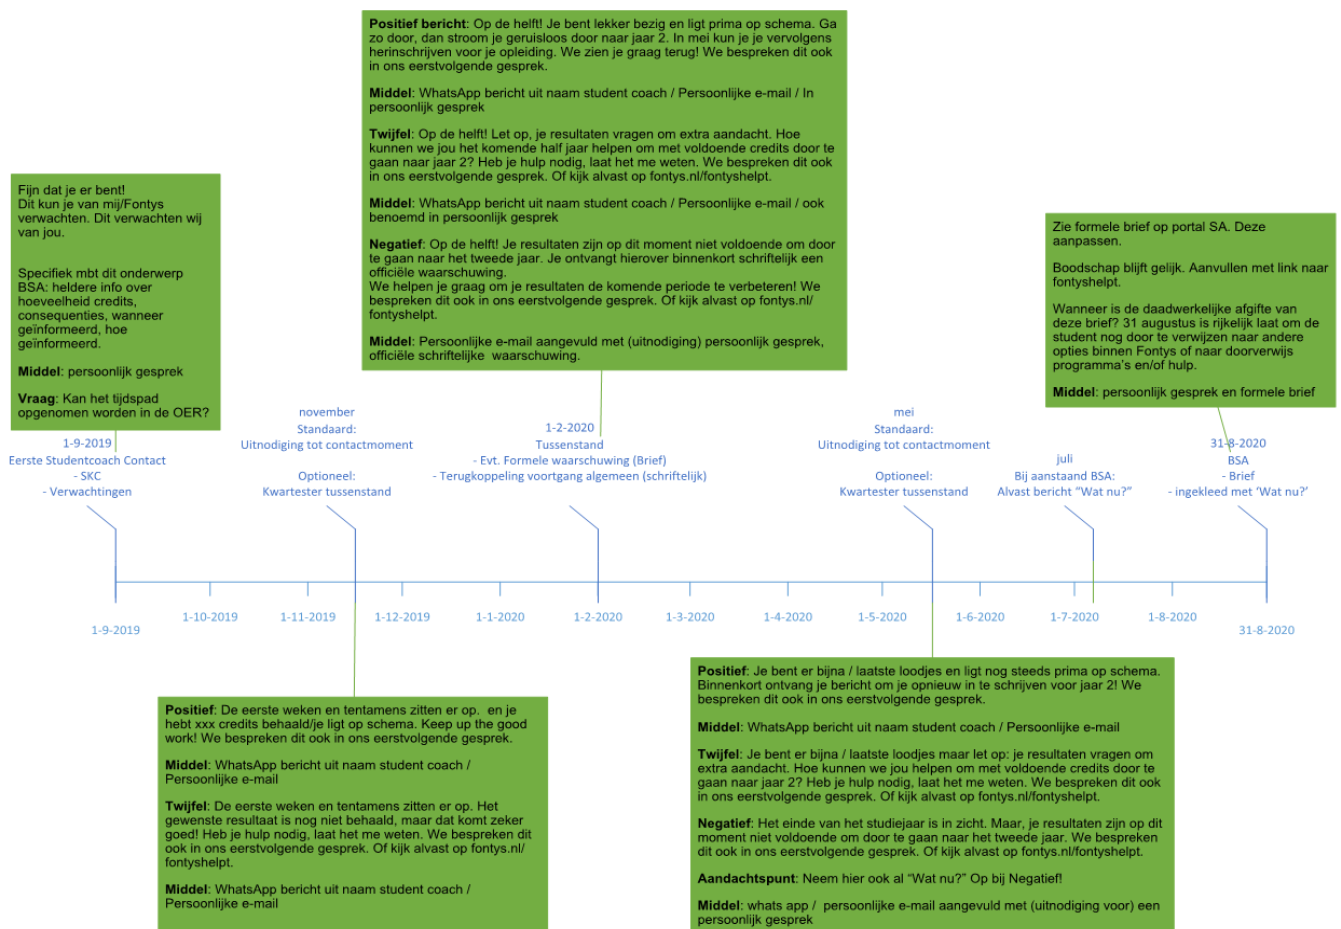 Positief bericht: Op de helft! Je bent lekker bezig en ligt prima op schema. Ga
zo door, dan stroom je geruisloos door naar jaar 2. In mei kun je je vervolgens
herinschrijven voor je opleiding. We zien je graag terug! We bespreken dit ook
in ons eerstvolgende gesprek.
Middel: WhatsApp bericht uit naam student coach / Persoonlijke e-mail / In
persoonlijk gesprek
Twijfel: Op de helft! Let op, je resultaten vragen om extra aandacht. Hoe
kunnen we jou het komende half jaar helpen om met voldoende credits door te
gaan naar jaar 2? Heb je hulp nodig, laat het me weten. We bespreken dit ook
in ons eerstvolgende gesprek. Of kijk alvast op fontys.nl/fontyshelpt.
Middel: WhatsApp bericht uit naam student coach / Persoonlijke e-mail / ook
benoemd in persoonlijk gesprek
Negatief: Op de helft! Je resultaten zijn op dit moment niet voldoende om door
te gaan naar het tweede jaar. Je ontvangt hierover binnenkort schriftelijk een
officiële waarschuwing.
We helpen je graag om je resultaten de komende periode te verbeteren! We
bespreken dit ook in ons eerstvolgende gesprek. Of kijk alvast op fontys.nl/
fontyshelpt.
Middel: Persoonlijke e-mail aangevuld met (uitnodiging) persoonlijk gesprek,
officiële schriftelijke  waarschuwing.
Fijn dat je er bent!
Dit kun je van mij/Fontys
verwachten. Dit verwachten wij
van jou.
Specifiek mbt dit onderwerp
BSA: heldere info over
hoeveelheid credits,
consequenties, wanneer
geïnformeerd, hoe
geïnformeerd.
Middel: persoonlijk gesprek
Vraag: Kan het tijdspad
opgenomen worden in de OER?
Zie formele brief op portal SA. Deze
aanpassen.
Boodschap blijft gelijk. Aanvullen met link naar
fontyshelpt.
Wanneer is de daadwerkelijke afgifte van
deze brief? 31 augustus is rijkelijk laat om de
student nog door te verwijzen naar andere
opties binnen Fontys of naar doorverwijs
programma's en/of hulp.
Middel: persoonlijk gesprek en formele brief
1-9-2019
Eerste Studentcoach Contact
- SKC
- Verwachtingen
november
Standaard:
Uitnodiging tot contactmoment
Optioneel:
Kwartester tussenstand
1-2-2020
Tussenstand
- Evt. Formele waarschuwing (Brief)
- Terugkoppeling voortgang algemeen (schriftelijk)
mei
Standaard:
Uitnodiging tot contactmoment
Optioneel:
Kwartester tussenstand
juli
Bij aanstaand BSA:
Alvast bericht "Wat nu?"
31-8-2020
BSA
- Brief
- ingekleed met 'Wat nu?'
1-9-2019
1-10-2019
1-11-2019
1-12-2019
1-1-2020
1-2-2020
1-3-2020
1-4-2020
1-5-2020
1-6-2020
1-7-2020
1-8-2020
31-8-2020
Positief: De eerste weken en tentamens zitten er op.  en je
hebt xxx credits behaald/je ligt op schema. Keep up the good
work! We bespreken dit ook in ons eerstvolgende gesprek.
Middel: WhatsApp bericht uit naam student coach /
Persoonlijke e-mail
Twijfel: De eerste weken en tentamens zitten er op. Het
gewenste resultaat is nog niet behaald, maar dat komt zeker
goed! Heb je hulp nodig, laat het me weten. We bespreken dit
ook in ons eerstvolgende gesprek. Of kijk alvast op fontys.nl/
fontyshelpt.
Middel: WhatsApp bericht uit naam student coach /
Persoonlijke e-mail
Positief: Je bent er bijna / laatste loodjes en ligt nog steeds prima op schema.
Binnenkort ontvang je bericht om je opnieuw in te schrijven voor jaar 2! We
bespreken dit ook in ons eerstvolgende gesprek.
Middel: WhatsApp bericht uit naam student coach / Persoonlijke e-mail
Twijfel: Je bent er bijna / laatste loodjes maar let op: je resultaten vragen om
extra aandacht. Hoe kunnen we jou helpen om met voldoende credits door te
gaan naar jaar 2? Heb je hulp nodig, laat het me weten. We bespreken dit ook
in ons eerstvolgende gesprek. Of kijk alvast op fontys.nl/fontyshelpt.
Negatief: Het einde van het studiejaar is in zicht. Maar, je resultaten zijn op dit
moment niet voldoende om door te gaan naar het tweede jaar. We bespreken
dit ook in ons eerstvolgende gesprek. Of kijk alvast op fontys.nl/fontyshelpt.
Aandachtspunt: Neem hier ook al "Wat nu?" Op bij Negatief!
Middel: whats app /  persoonlijke e-mail aangevuld met (uitnodiging voor) een
persoonlijk gesprek